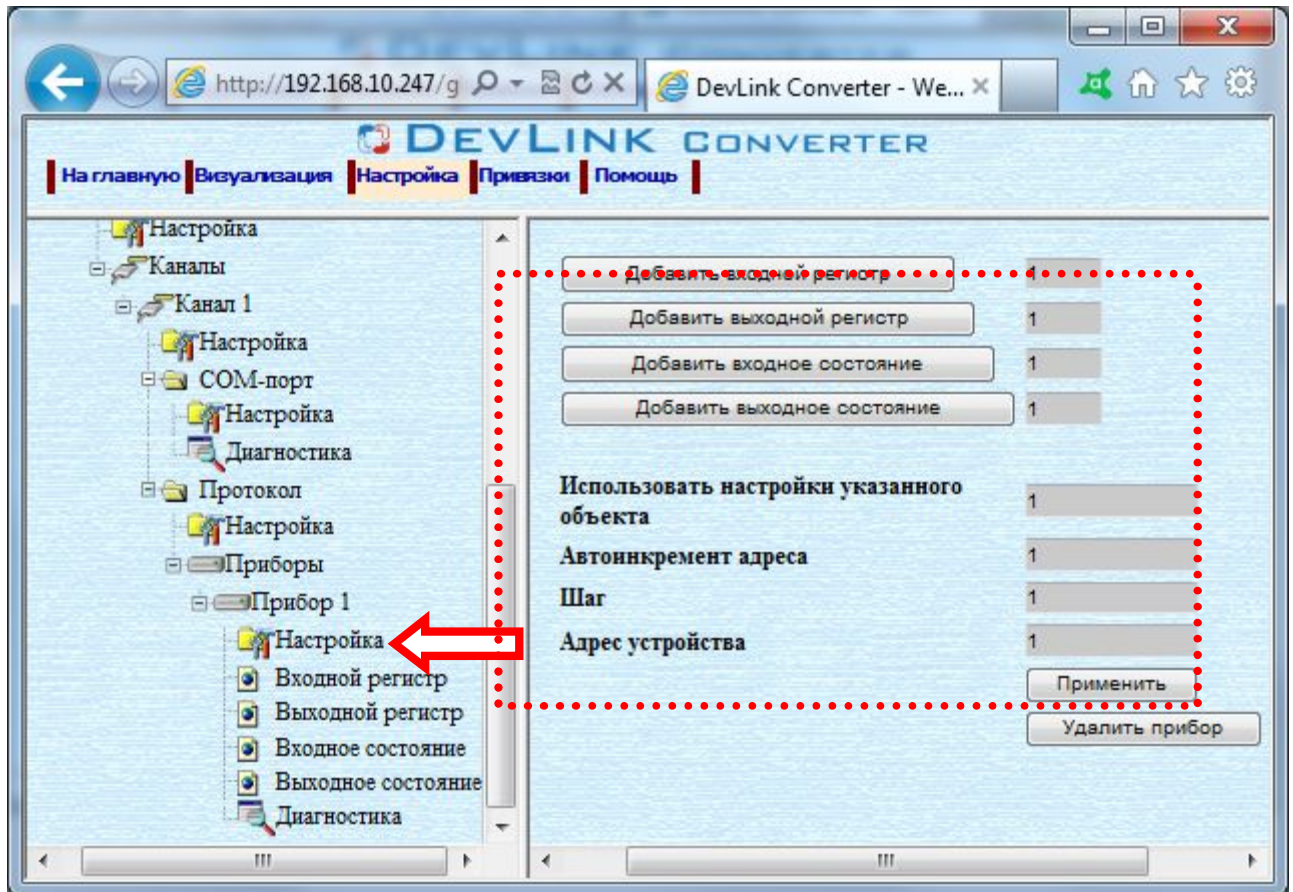 http://192.168.10.247/g
DevLink Converter - We...
DEVLINK CONVERTER
На главную Визуализация Настройка Привязки Помощь
Настройка
Каналы
Канал 1
Настройка
COM-порт
Настройка
Диагностика
Протокол
Настройка
Приборы
Прибор 1
Настройка
Входной регистр
Выходной регистр
Входное состояние
Выходное состояние
Диагностика
Добавить входной регистр 1
Добавить выходной регистр 1
Добавить входное состояние 1
Добавить выходное состояние 1
Использовать настройки указанного
объекта 1
Автоинкремент адреса 1
Шаг 1
Адрес устройства 1
Применить
Удалить прибор